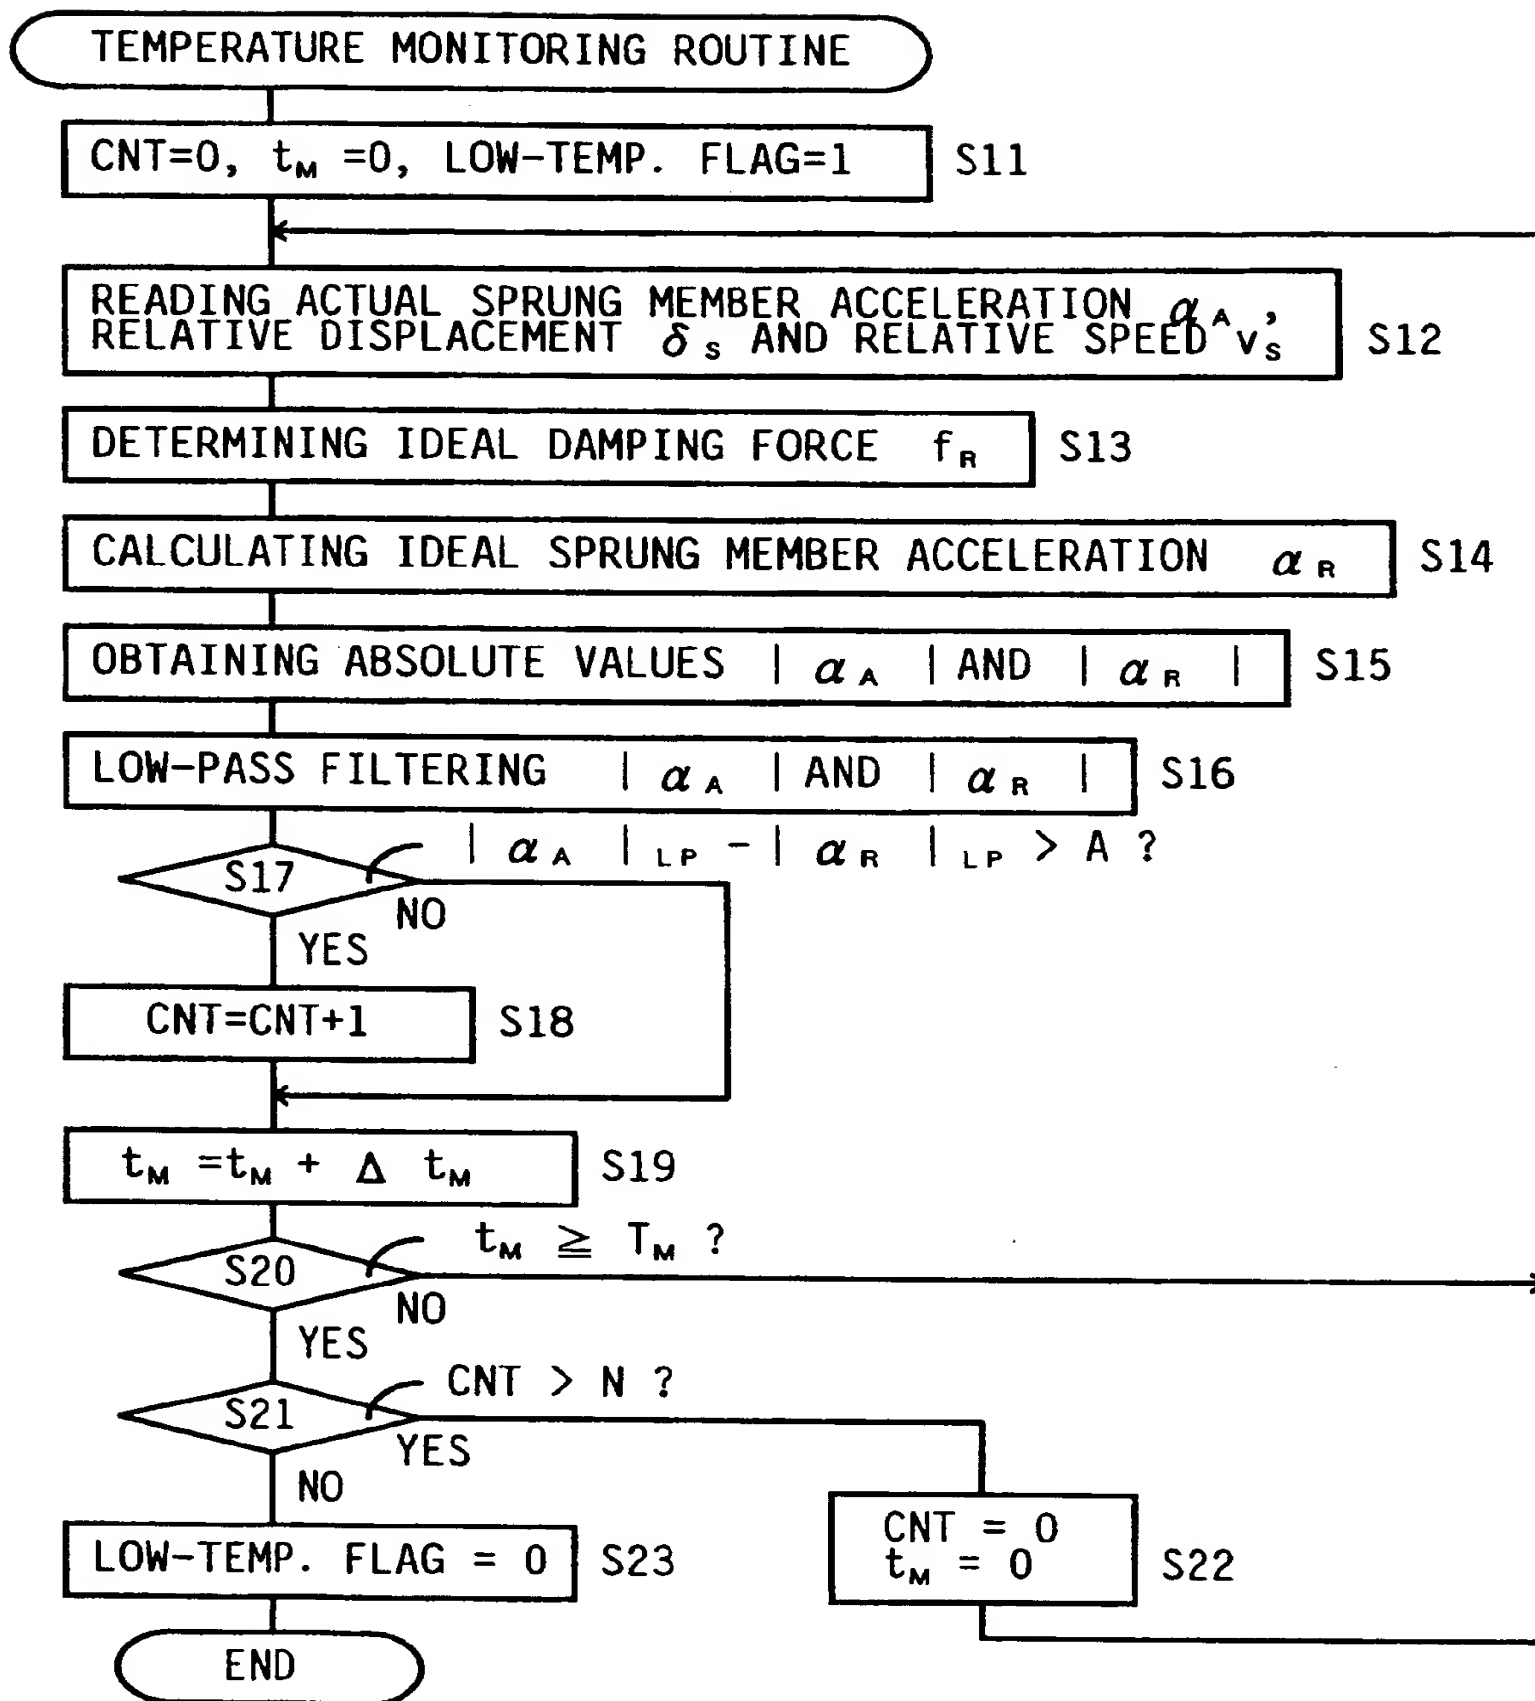 TEMPERATURE MONITORING ROUTINE
CNT=0, tM =0, LOW-TEMP. FLAG=1 S11
READING ACTUAL SPRUNG MEMBER ACCELERATION αA,
RELATIVE DISPLACEMENT δS AND RELATIVE SPEED vS S12
DETERMINING IDEAL DAMPING FORCE fR S13
CALCULATING IDEAL SPRUNG MEMBER ACCELERATION αR S14
OBTAINING ABSOLUTE VALUES | αA | AND | αR | S15
LOW-PASS FILTERING | αA | AND | αR | S16
| αA |LP - | αR |LP > A ?
S17
NO
YES
CNT=CNT+1 S18
tM =tM + Δ tM S19
tM ≧ TM ?
S20
NO
YES
CNT > N ?
S21
YES
NO
CNT = 0
tM = 0 S22
LOW-TEMP. FLAG = 0 S23
END